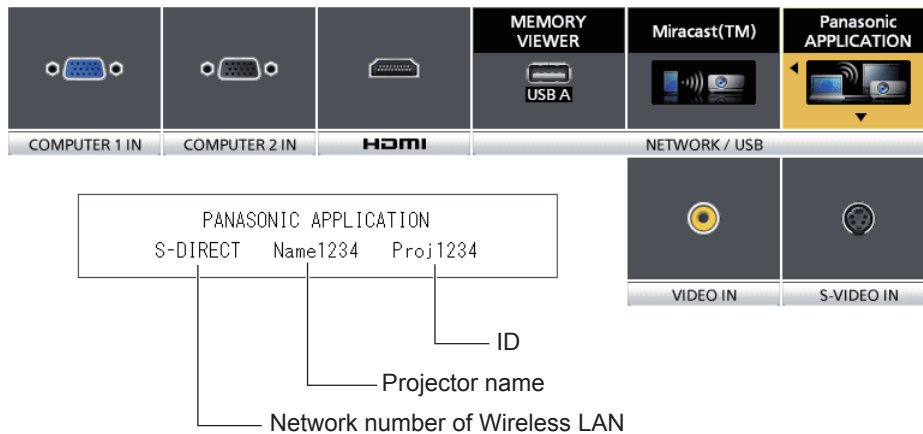 MEMORY VIEWER
Miracast(TM)
Panasonic APPLICATION
USB A
COMPUTER 1 IN
COMPUTER 2 IN
HDMI
NETWORK / USB
PANASONIC APPLICATION
S-DIRECT Name1234 Proj1234
VIDEO IN
S-VIDEO IN
ID
Projector name
Network number of Wireless LAN